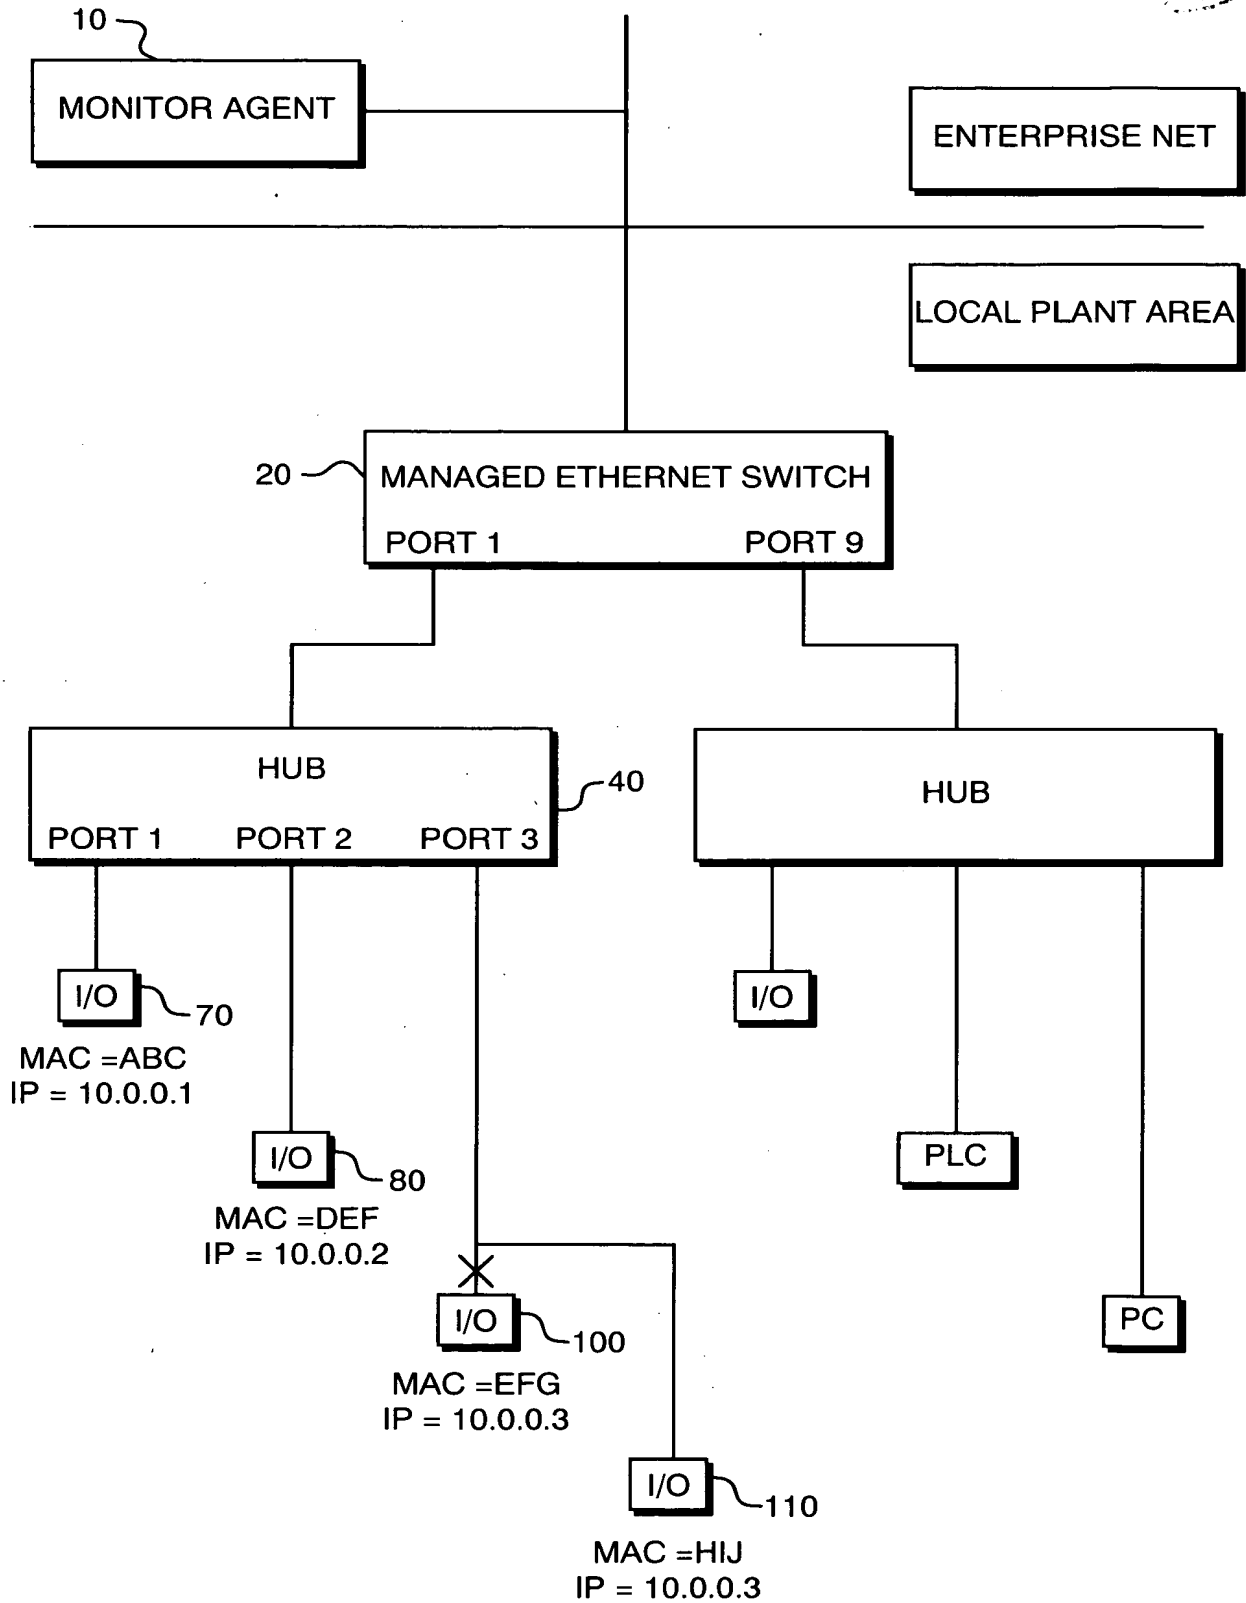 10
MONITOR AGENT
ENTERPRISE NET
LOCAL PLANT AREA
20
MANAGED ETHERNET SWITCH
PORT 1 PORT 9
HUB
40
PORT 1 PORT 2 PORT 3
HUB
I/O
70
MAC =ABC
IP = 10.0.0.1
I/O
I/O
80
MAC =DEF
IP = 10.0.0.2
PLC
I/O
100
MAC =EFG
IP = 10.0.0.3
PC
I/O
110
MAC =HIJ
IP = 10.0.0.3